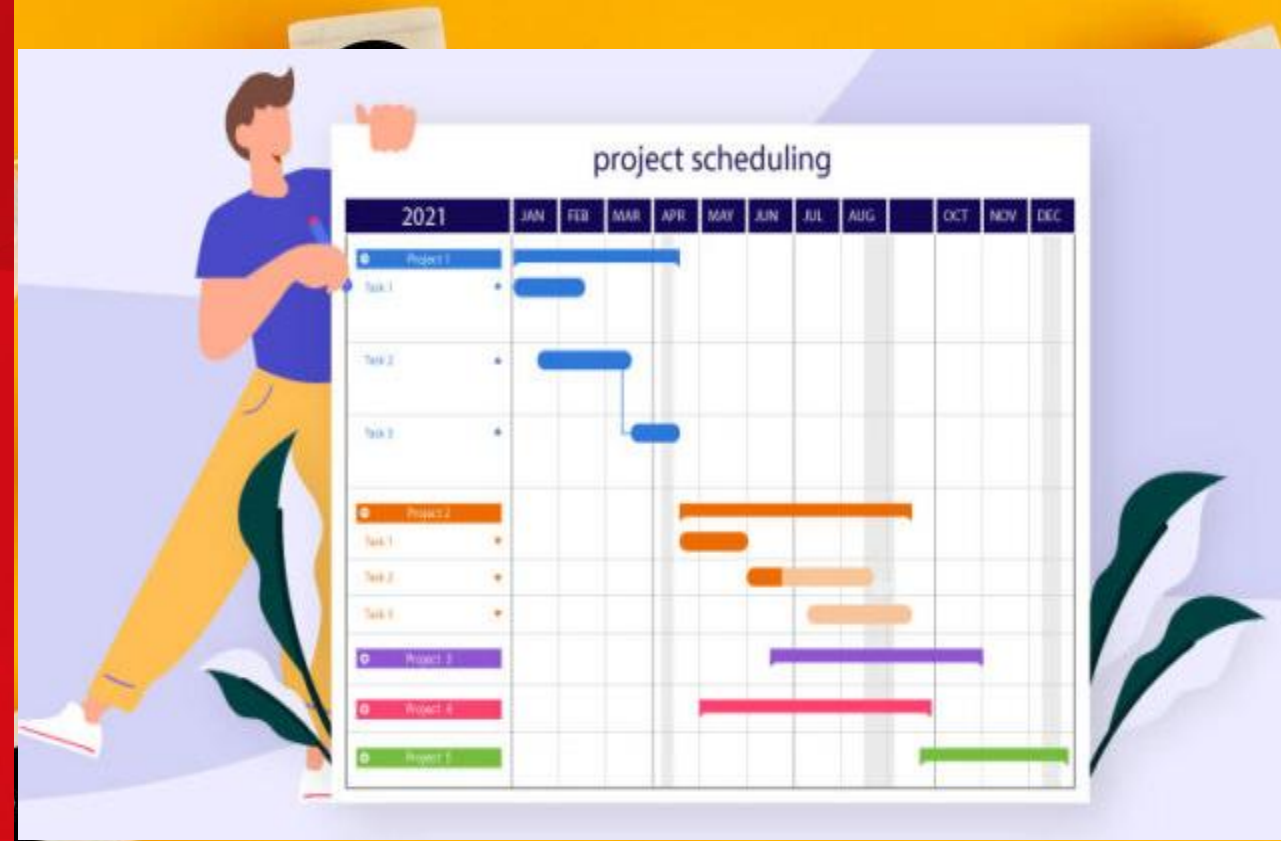 project scheduling
2021 JAN FEB MAR APR MAY JUN JUL AUG OCT NOV DEC
Project 1
Task 1
Task 2
Task 3
Project 2
Task 1
Task 2
Task
Project 3
Project 4
Project 5